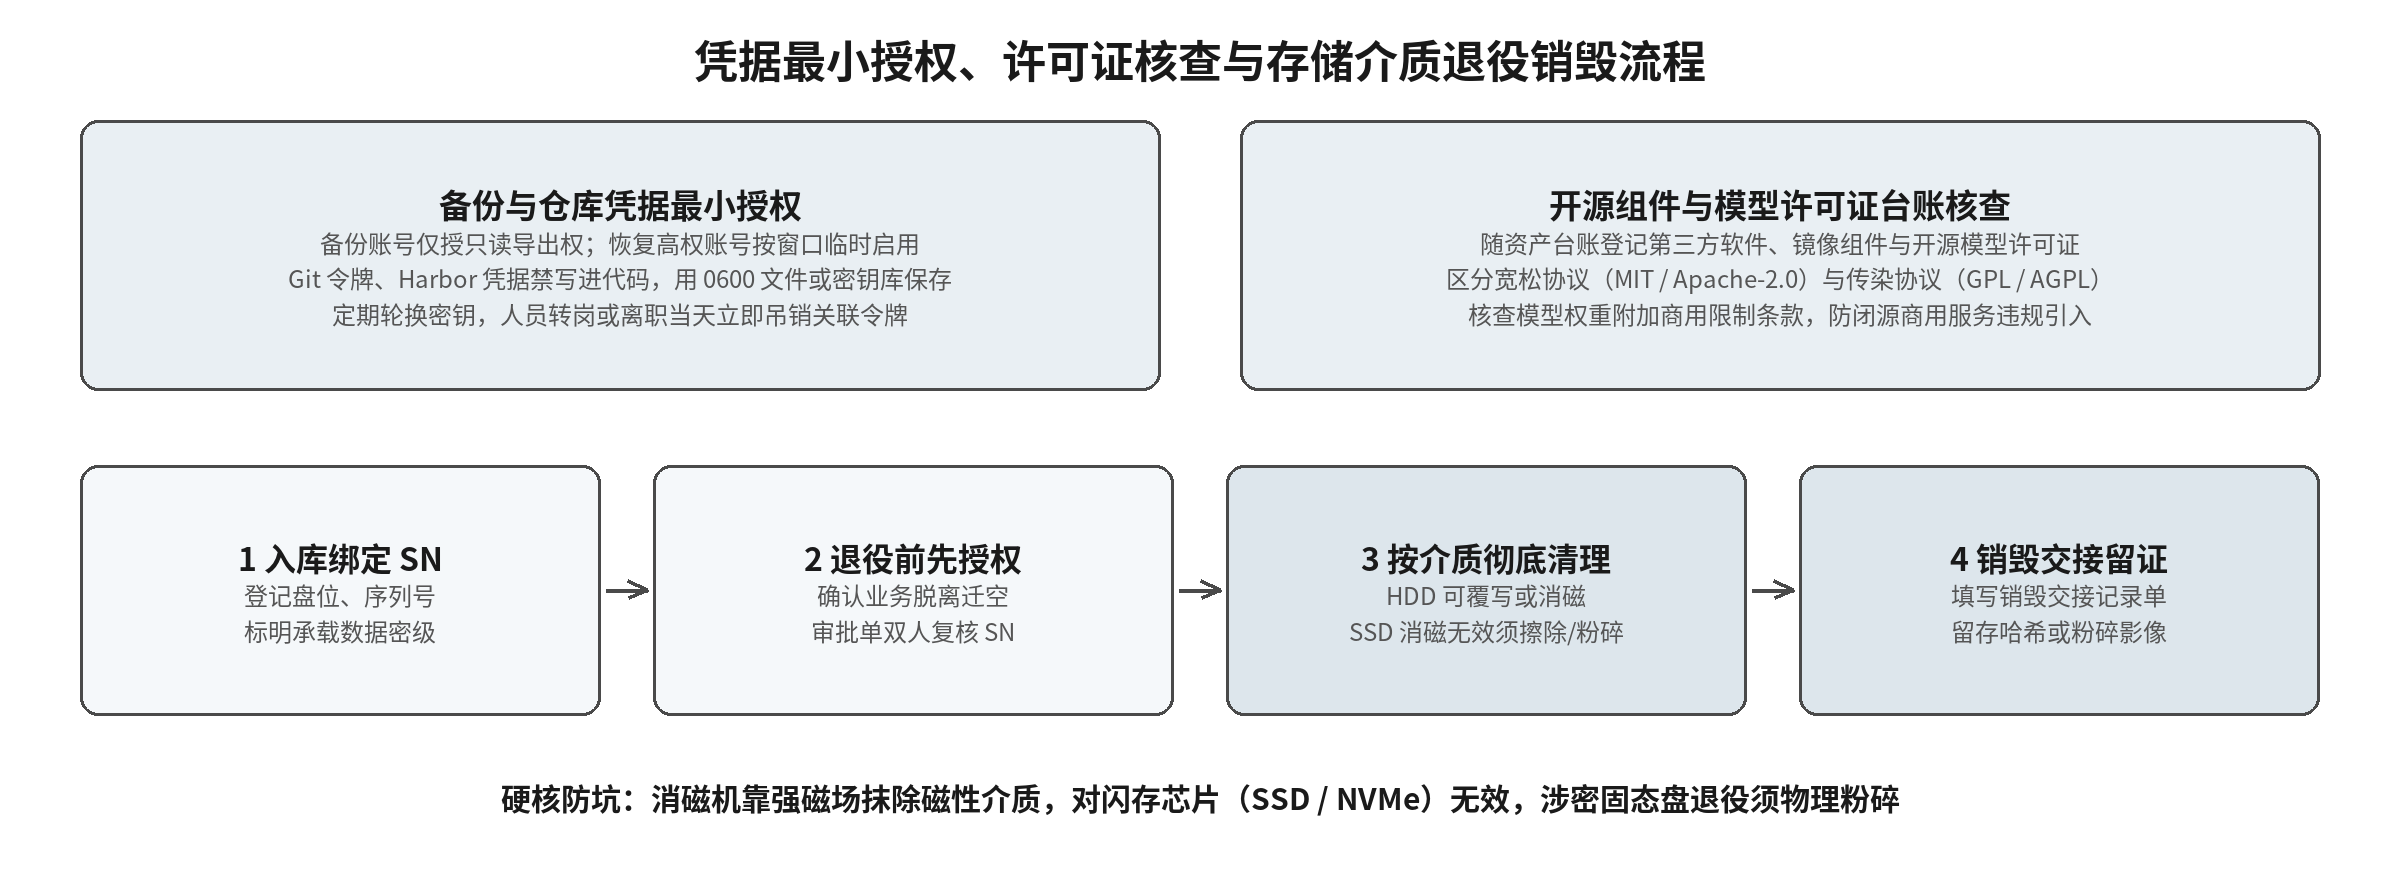 凭据最小授权、许可证核查与存储介质退役销毁流程
备份与仓库凭据最小授权
备份账号仅授只读导出权；恢复高权账号按窗口临时启用
Git 令牌、Harbor 凭据禁写进代码，用 0600 文件或密钥库保存
定期轮换密钥，人员转岗或离职当天立即吊销关联令牌
开源组件与模型许可证台账核查
随资产台账登记第三方软件、镜像组件与开源模型许可证
区分宽松协议（MIT / Apache-2.0）与传染协议（GPL / AGPL）
核查模型权重附加商用限制条款，防闭源商用服务违规引入
1 入库绑定 SN
登记盘位、序列号
标明承载数据密级
2 退役前先授权
确认业务脱离迁空
审批单双人复核 SN
3 按介质彻底清理
HDD 可覆写或消磁
SSD 消磁无效须擦除/粉碎
4 销毁交接留证
填写销毁交接记录单
留存哈希或粉碎影像
硬核防坑：消磁机靠强磁场抹除磁性介质，对闪存芯片（SSD / NVMe）无效，涉密固态盘退役须物理粉碎